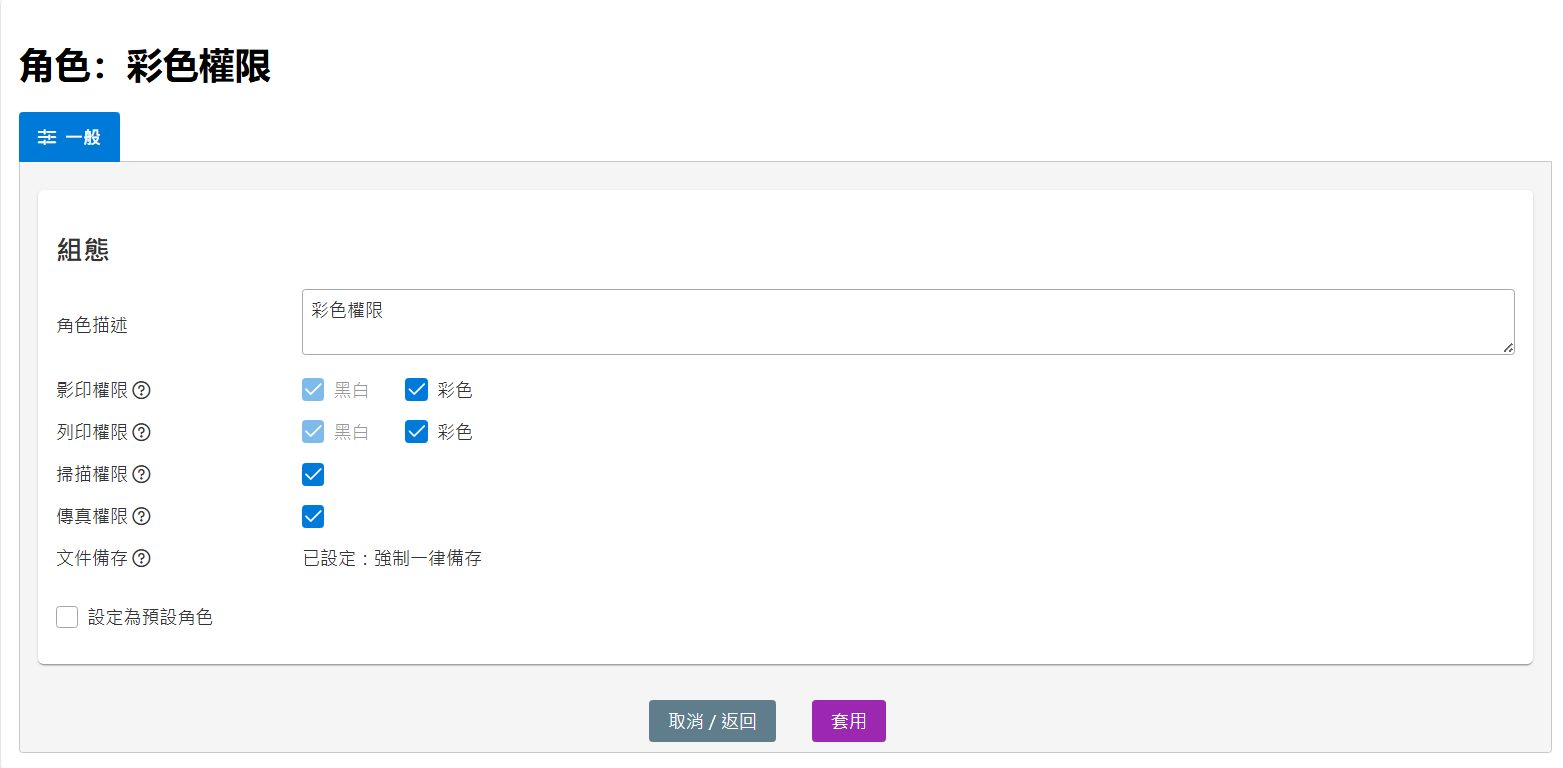 角色：彩色權限
一般
組態
角色描述
彩色權限
影印權限 黑白 彩色
列印權限 黑白 彩色
掃描權限
傳真權限
文件備存 已設定：強制一律備存
設定為預設角色
取消 / 返回 套用